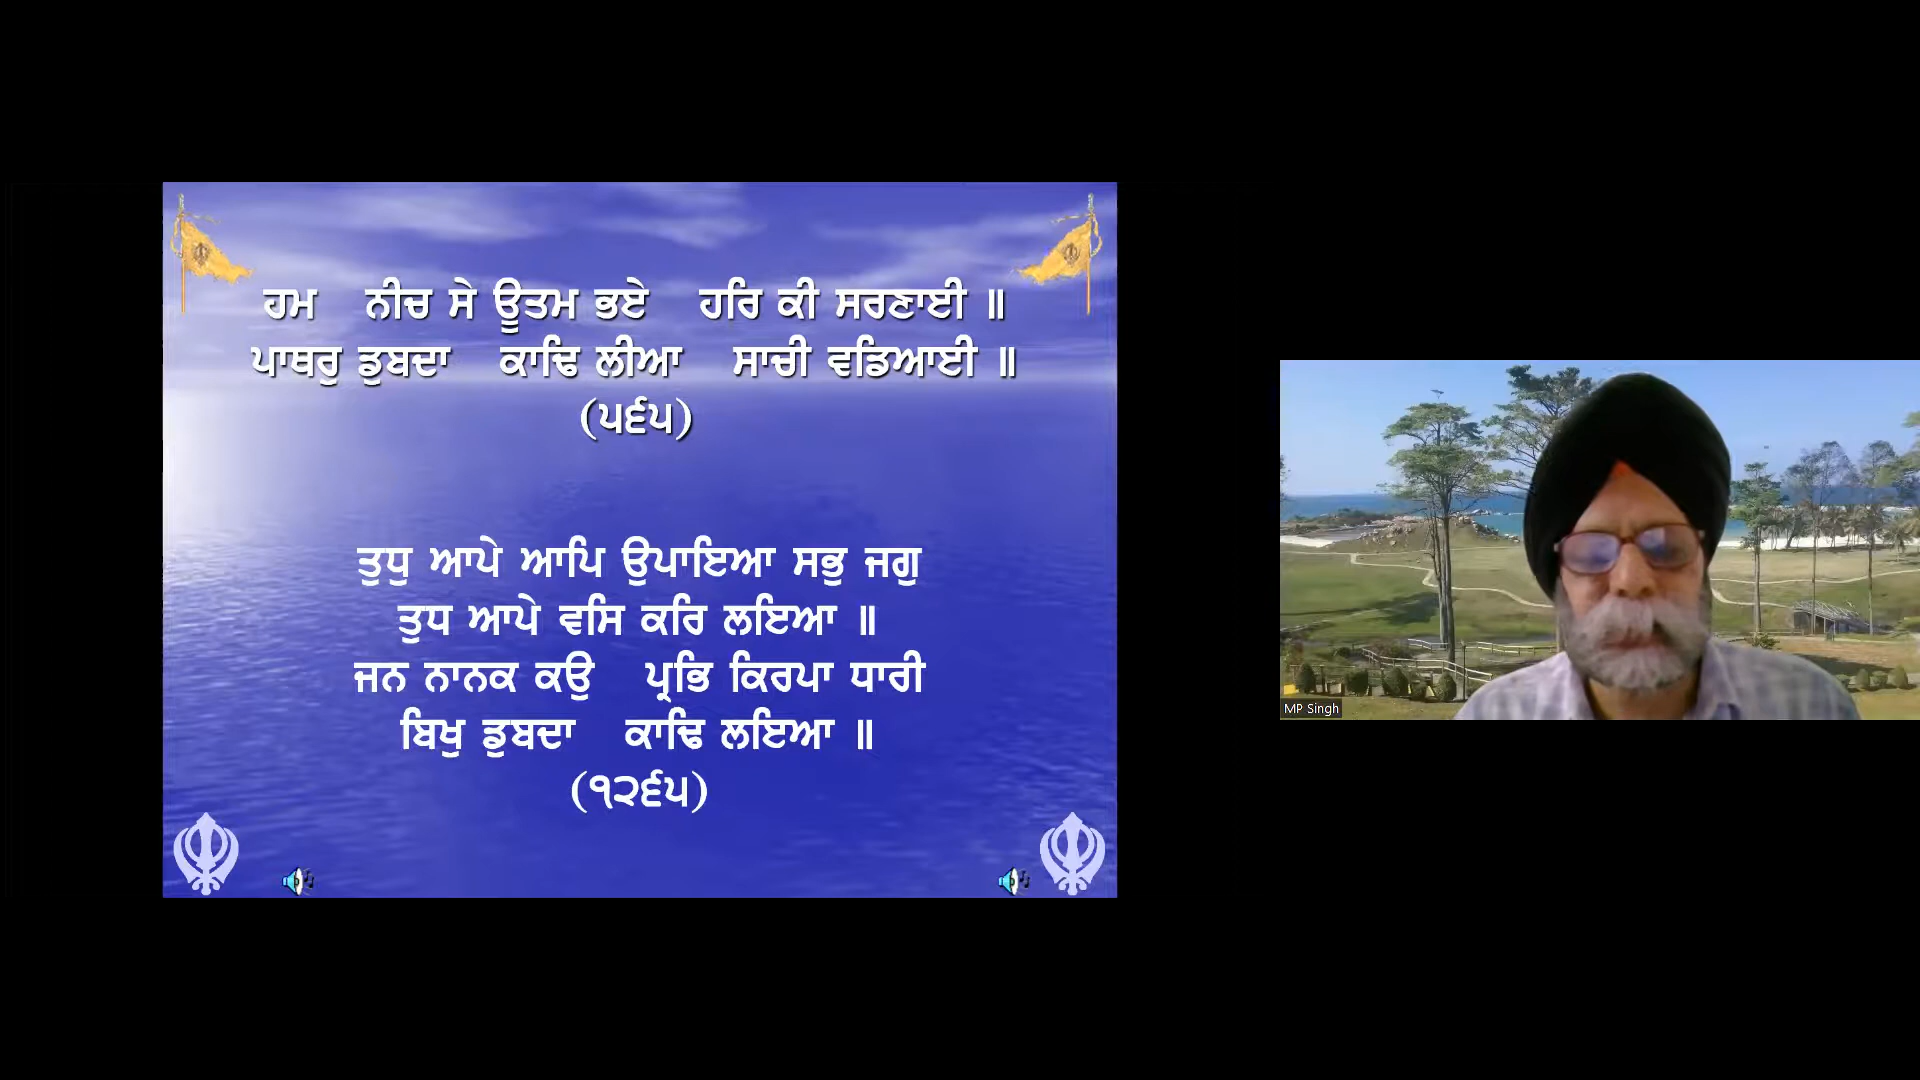 ਹਮ ਨੀਚ ਸੇ ਊਤਮ ਭਏ ਹਰਿ ਕੀ ਸਰਣਾਈ ॥
ਪਾਥਰੁ ਡੁਬਦਾ ਕਾਢਿ ਲੀਆ ਸਾਚੀ ਵਡਿਆਈ ॥
(੫੬੫)
ਤੁਧੁ ਆਪੇ ਆਪਿ ਉਪਾਇਆ ਸਭੁ ਜਗੁ
ਤੁਧ ਆਪੇ ਵਸਿ ਕਰਿ ਲਇਆ ॥
ਜਨ ਨਾਨਕ ਕਉ ਪ੍ਰਭਿ ਕਿਰਪਾ ਧਾਰੀ
ਬਿਖੁ ਡੁਬਦਾ ਕਾਢਿ ਲਇਆ ॥
(੧੨੬੫)
MP Singh